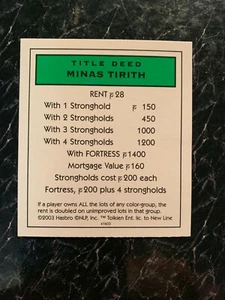 TITLE DEED
MINAS TIRITH
RENT 28
With 1 Stronghold 150
With 2 Strongholds 450
With 3 Strongholds 1000
With 4 Strongholds 1200
With FORTRESS 1400
Mortgage Value 160
Strongholds cost 200 each
Fortress, 200 plus 4 strongholds
If a player owns ALL the lots of any color-group, the
rent is doubled on unimproved lots in that group.
©2003 Hasbro ©NLP, Inc. ™ Tolkien Ent. lic. to New Line